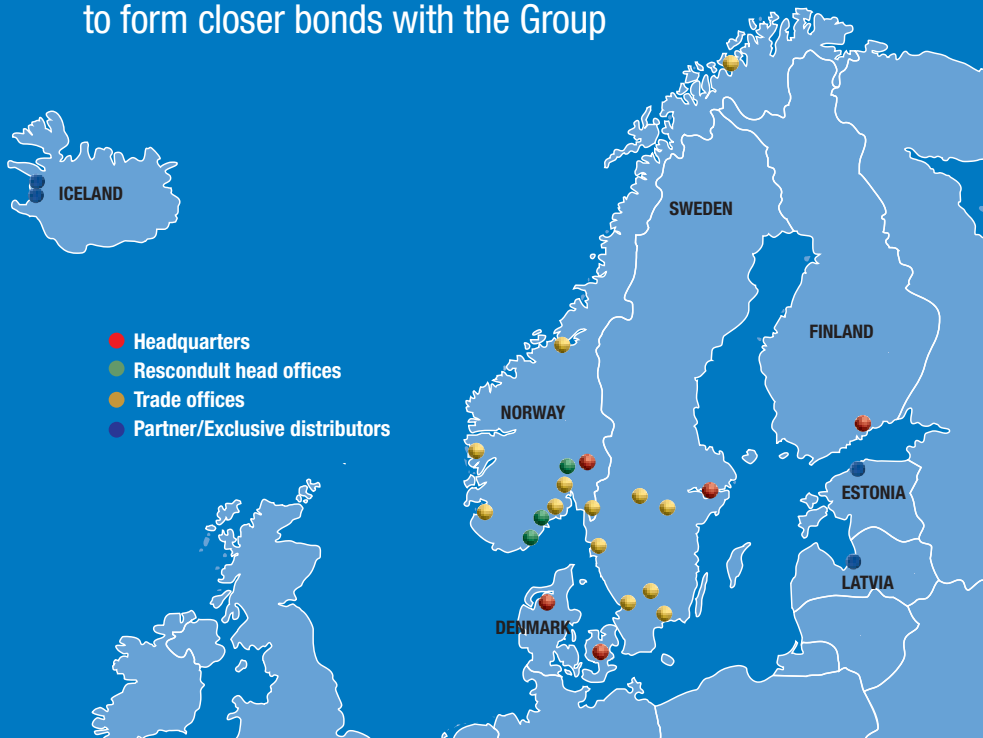 to form closer bonds with the Group
ICELAND
SWEDEN
FINLAND
Headquarters
Rescondult head offices
Trade offices
Partner/Exclusive distributors
NORWAY
ESTONIA
LATVIA
DENMARK